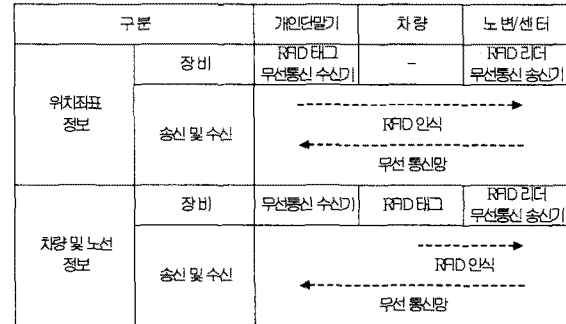 구분 개인단말기 차량 노변/센터
위치좌표 정보
장비
RFID 태그
무선통신 수신기
-
RFID 리더
무선통신 송신기
송신 및 수신
RFID 인식
무선 통신망
차량 및 노선 정보
장비
무선통신 수신기
RFID 태그
RFID 리더
무선통신 송신기
송신 및 수신
RFID 인식
무선 통신망